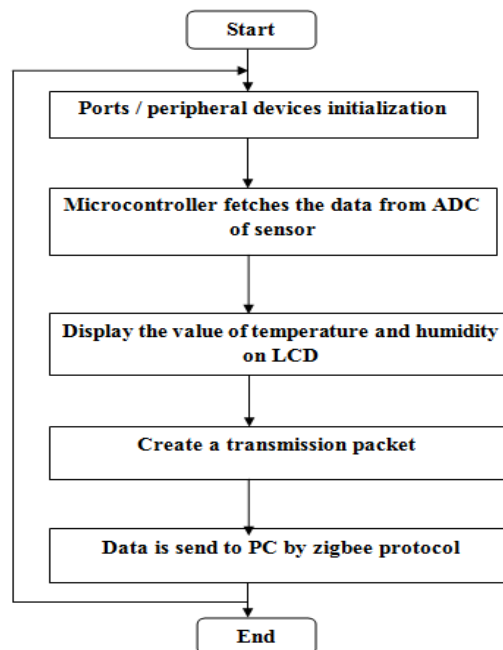 Start
Ports / peripheral devices initialization
Microcontroller fetches the data from ADC
of sensor
Display the value of temperature and humidity
on LCD
Create a transmission packet
Data is send to PC by zigbee protocol
End